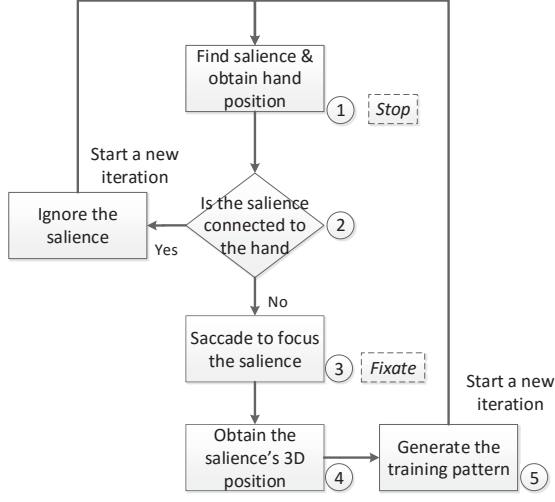 Find salience &
obtain hand
position
1
Stop
Start a new
iteration
Is the salience
connected to
the hand
2
Ignore the
salience
Yes
No
Saccade to focus
the salience
3
Fixate
Start a new
iteration
Obtain the
salience's 3D
position
4
Generate the
training pattern
5